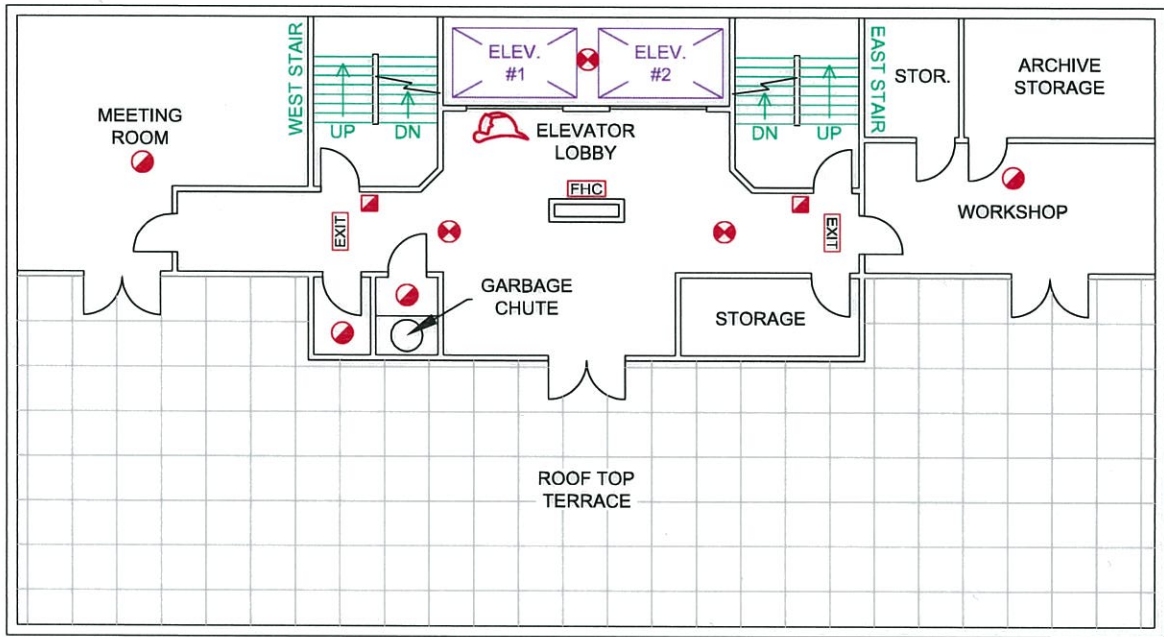 MEETING
ROOM
WEST STAIR
UP
DN
ELEV.
#1
ELEV.
#2
ELEVATOR
LOBBY
FHC
DN
UP
EAST STAIR
STOR.
ARCHIVE
STORAGE
WORKSHOP
EXIT
EXIT
GARBAGE
CHUTE
STORAGE
ROOF TOP
TERRACE